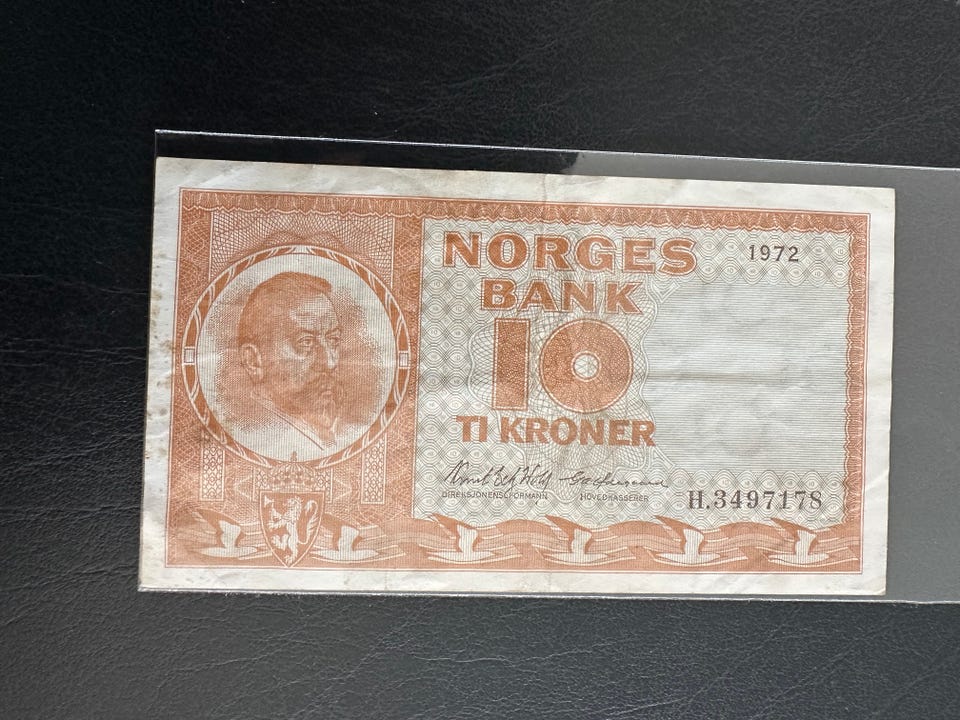 NORGES
1972
BANK
10
TI KRONER
DIREKSJONENS FORMANN HOVEDKASSERER
H.3497178